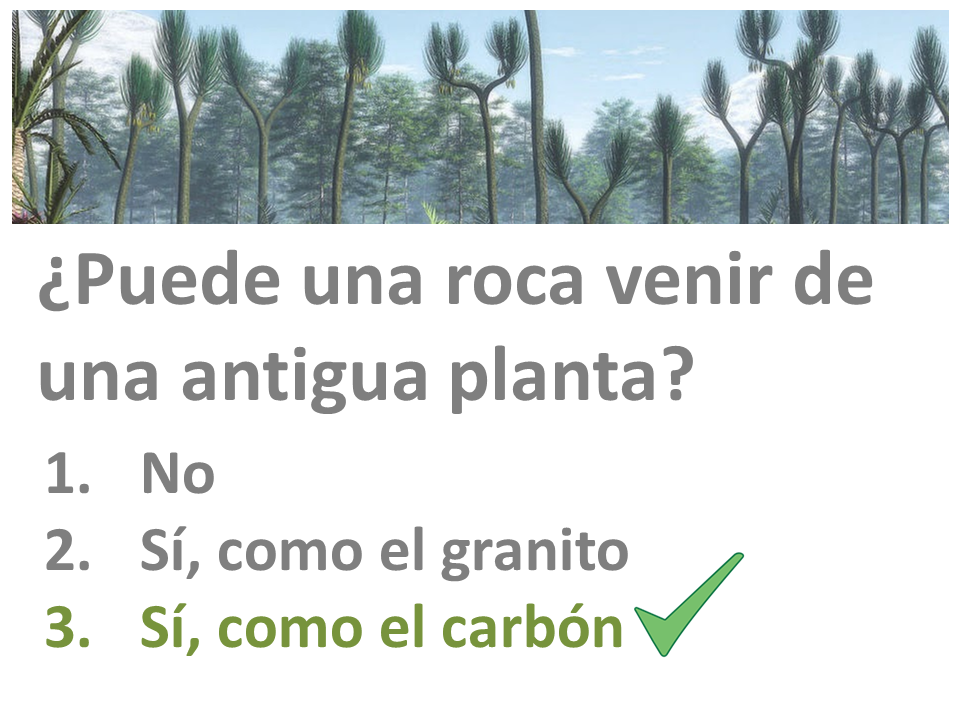 ¿Puede una roca venir de
una antigua planta?
1. No
2. Sí, como el granito
3. Sí, como el carbón